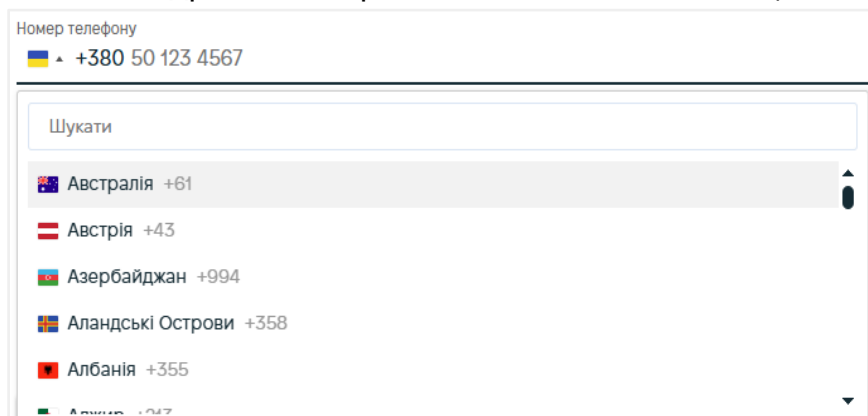 Номер телефону
+380 50 123 4567
Шукати
Австралія +61
Австрія +43
Азербайджан +994
Аландські Острови +358
Албанія +355